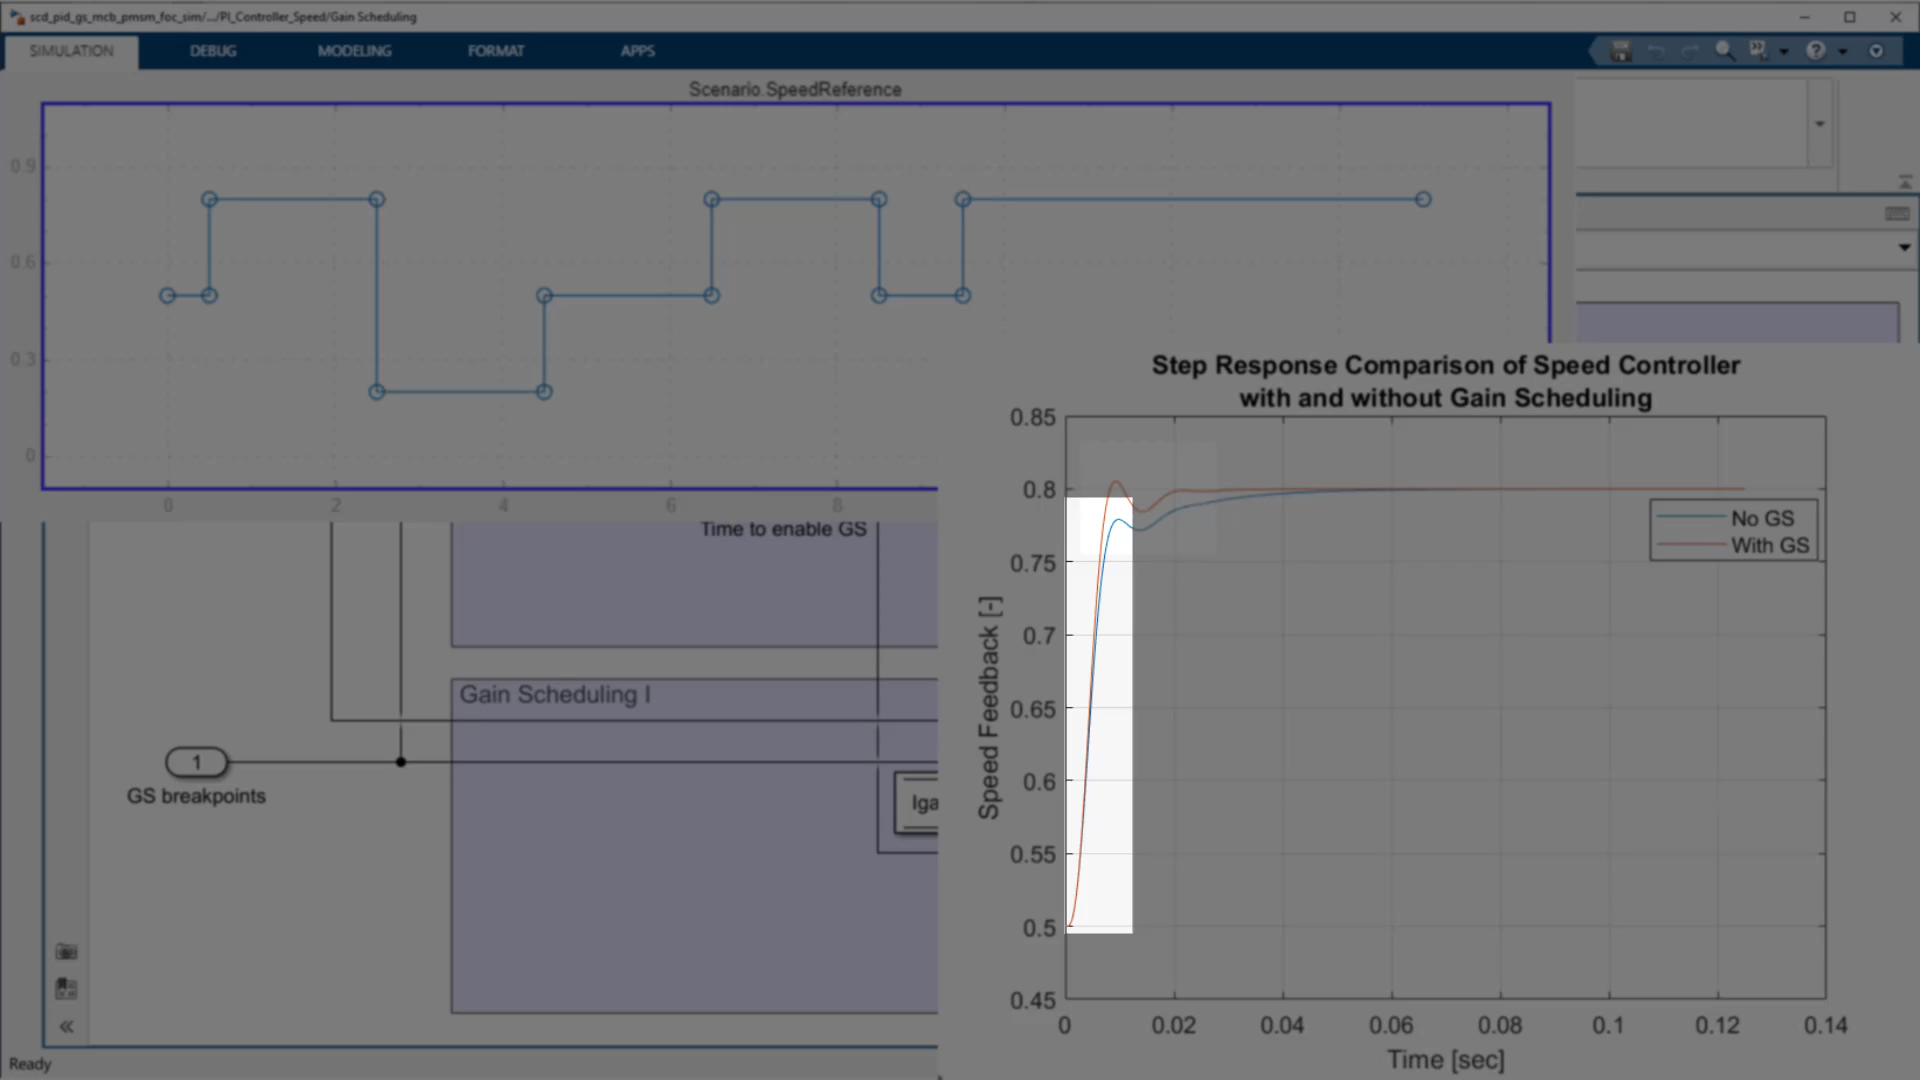 scd_pid_gs_mcb_pmsm_foc_sim/.../PI_Controller_Speed/Gain Scheduling
SIMULATION DEBUG MODELING FORMAT APPS
Scenario.SpeedReference
0.9
0.6
0.3
0
0 2 4 6 8
Time to enable GS
Gain Scheduling I
1
GS breakpoints
Iga
Step Response Comparison of Speed Controller
with and without Gain Scheduling
0.85
0.8
0.75
0.7
0.65
0.6
0.55
0.5
0.45
Speed Feedback [-]
No GS
With GS
0 0.02 0.04 0.06 0.08 0.1 0.12 0.14
Time [sec]
Ready